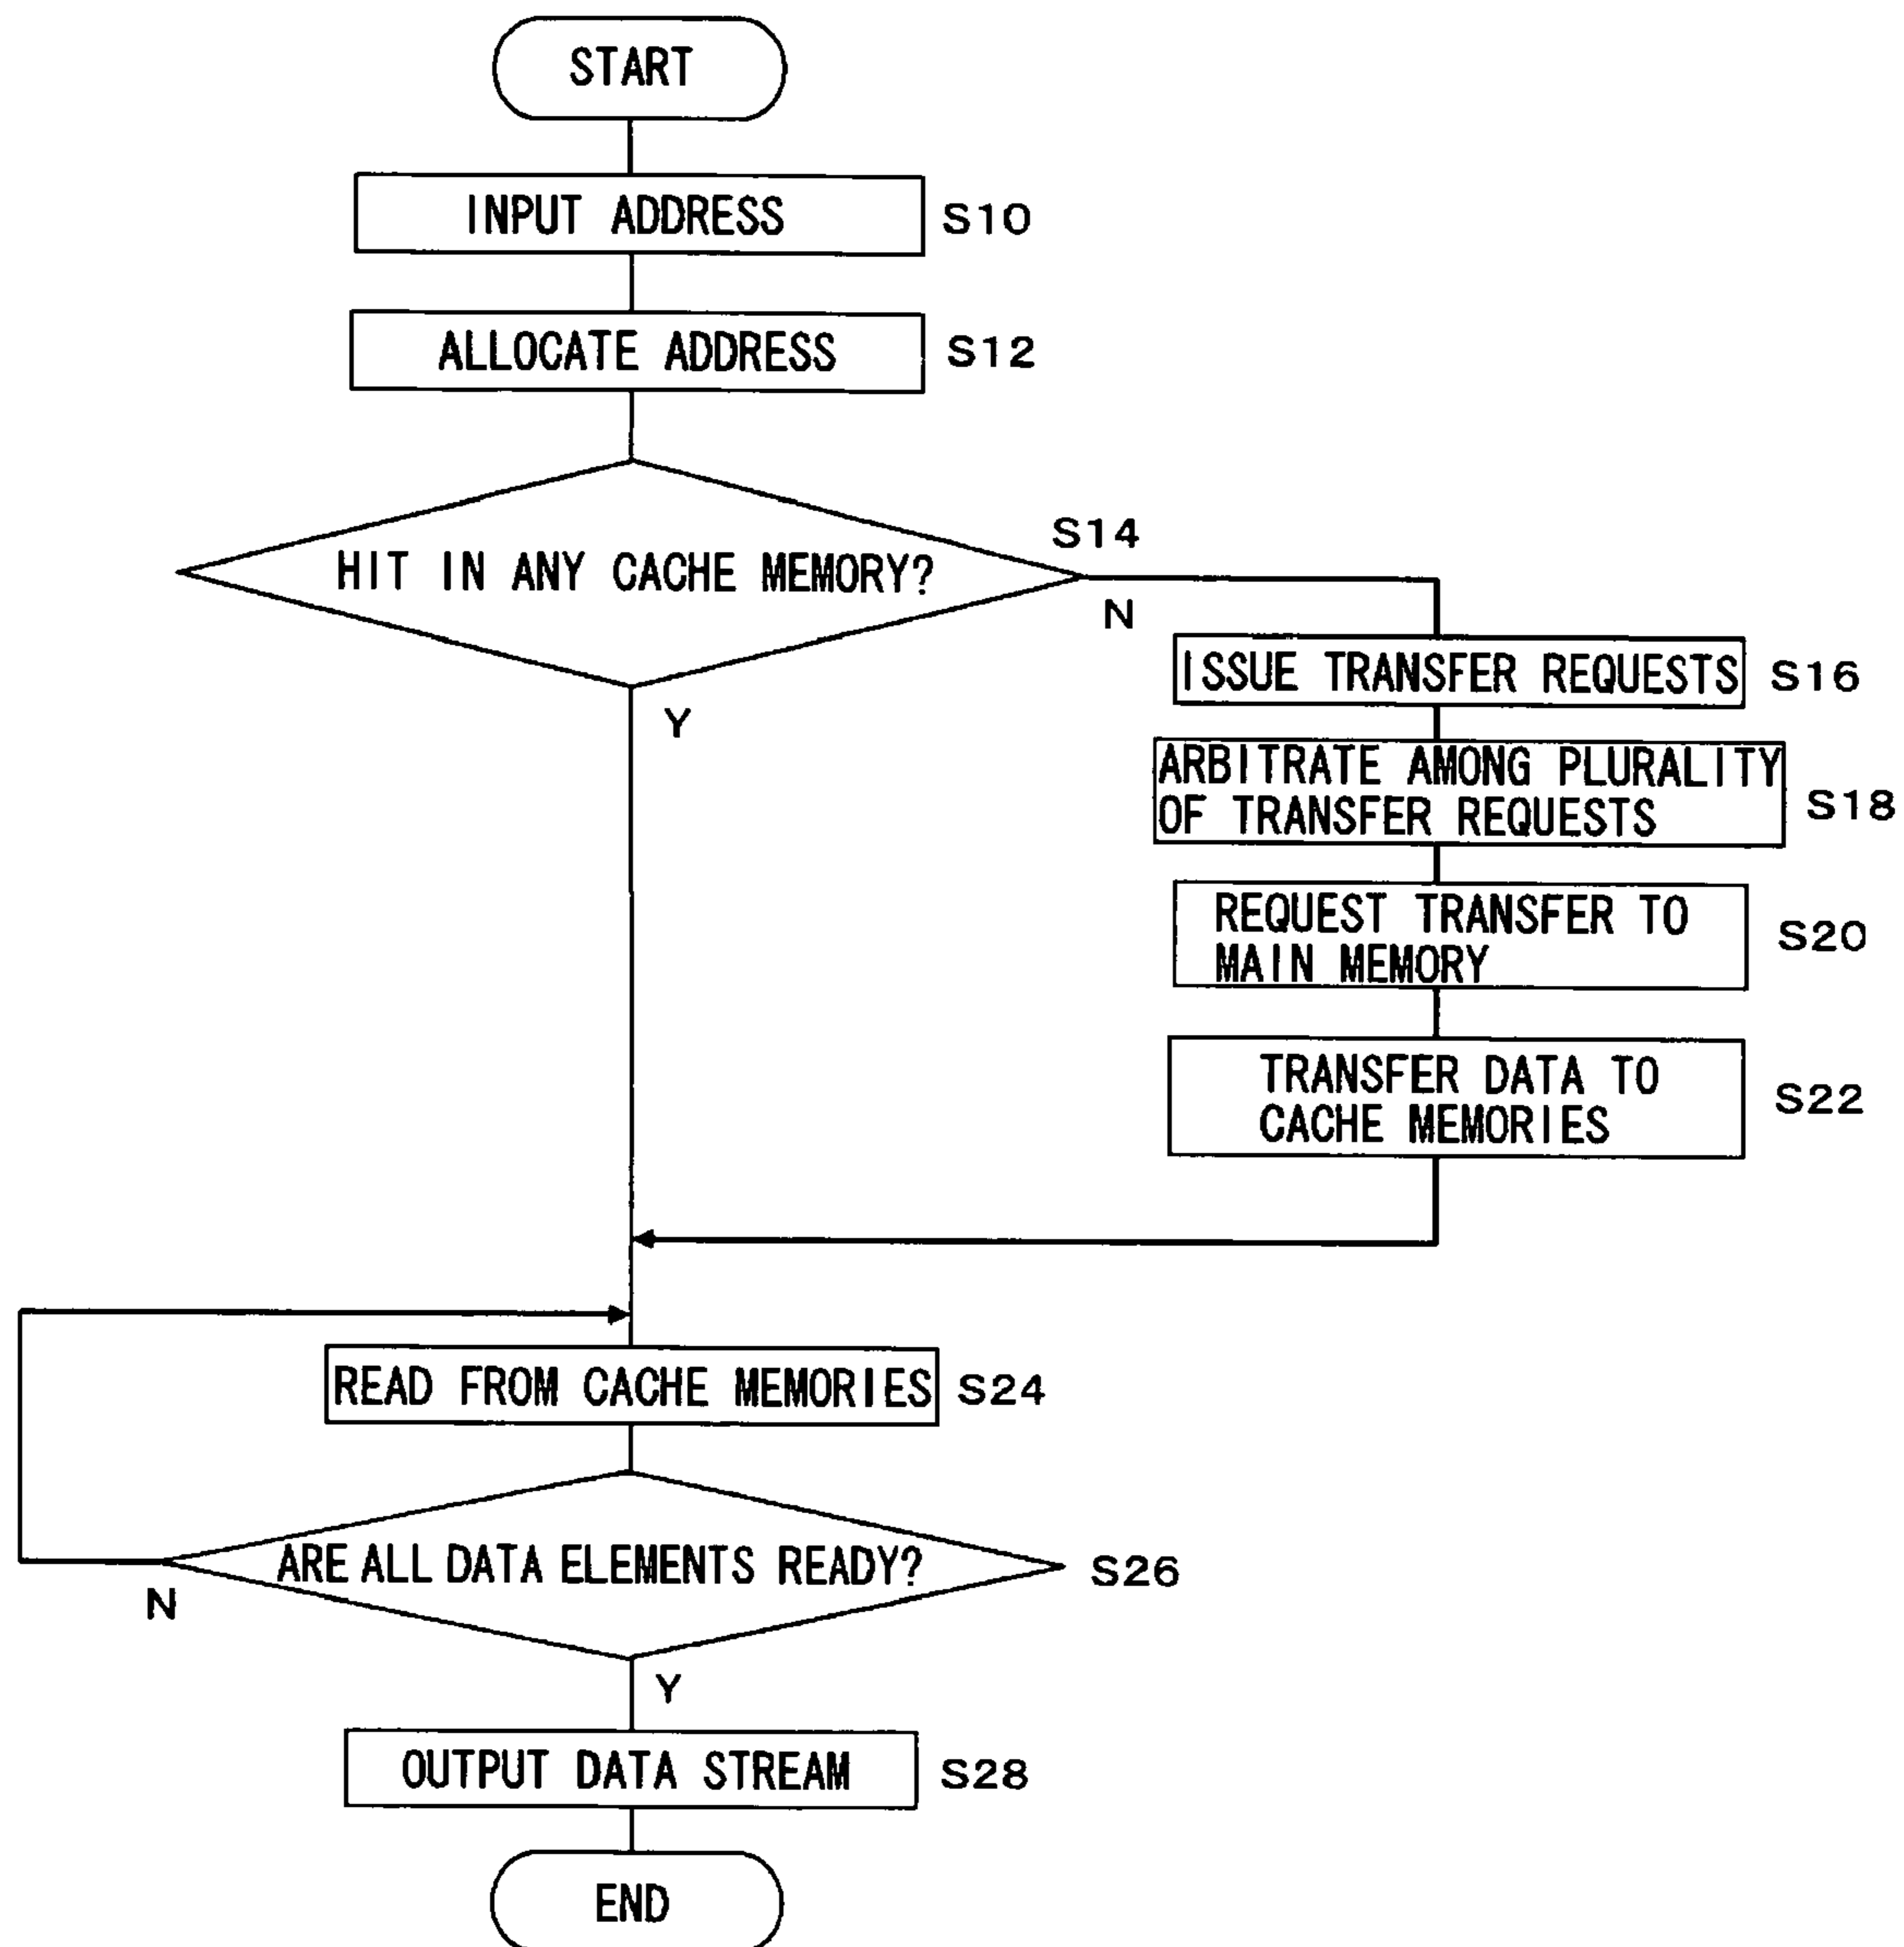 START
INPUT ADDRESS S10
ALLOCATE ADDRESS S12
HIT IN ANY CACHE MEMORY? S14
N
Y
ISSUE TRANSFER REQUESTS S16
ARBITRATE AMONG PLURALITY
OF TRANSFER REQUESTS S18
REQUEST TRANSFER TO
MAIN MEMORY S20
TRANSFER DATA TO
CACHE MEMORIES S22
READ FROM CACHE MEMORIES S24
ARE ALL DATA ELEMENTS READY? S26
N
Y
OUTPUT DATA STREAM S28
END